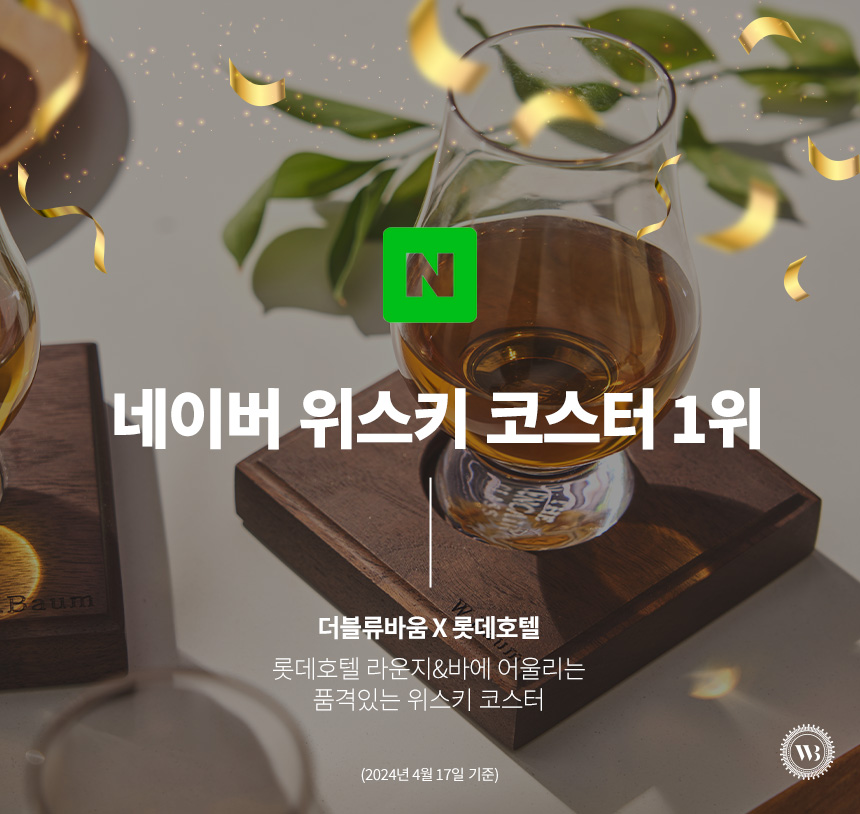 N
네이버 위스키 코스터 1위
.Baum
더블류바움 X 롯데호텔
롯데호텔 라운지&바에 어울리는
품격있는 위스키 코스터
(2024년 4월 17일 기준)
WB